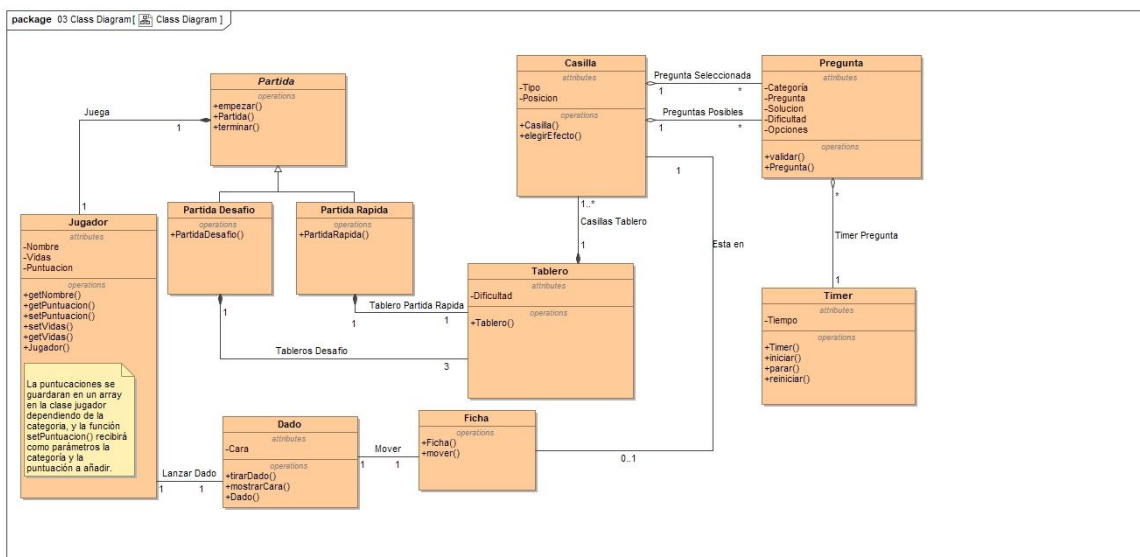 package 03 Class Diagram [ Class Diagram ]
Partida
operations
+empezar()
+Partida()
+terminar()
Juega
1
1
Casilla
attributes
-Tipo
-Posicion
operations
+Casilla()
+elegirEfecto()
Pregunta Seleccionada
1
*
Preguntas Posibles
1
*
Pregunta
attributes
-Categoría
-Pregunta
-Solucion
-Dificultad
-Opciones
operations
+validar()
+Pregunta()
Partida Desafio
operations
+PartidaDesafio()
Partida Rapida
operations
+PartidaRapida()
1..*
Casillas Tablero
1
1
Esta en
0..1
*
Timer Pregunta
1
Jugador
attributes
-Nombre
-Vidas
-Puntuacion
operations
+getNombre()
+getPuntuacion()
+setPuntuacion()
+setVidas()
+getVidas()
+Jugador()
La puntucaciones se
guardaran en un array
en la clase jugador
dependiendo de la
categoria, y la función
setPuntuacion() recibirá
como parámetros la
categoría y la
puntuación a añadir.
Tablero
attributes
-Dificultad
operations
+Tablero()
Tablero Partida Rapida
1
1
1
Tableros Desafio
3
Timer
attributes
-Tiempo
operations
+Timer()
+iniciar()
+parar()
+reiniciar()
Dado
attributes
-Cara
operations
+tirarDado()
+mostrarCara()
+Dado()
Mover
1
1
Ficha
operations
+Ficha()
+mover()
Lanzar Dado
1
1